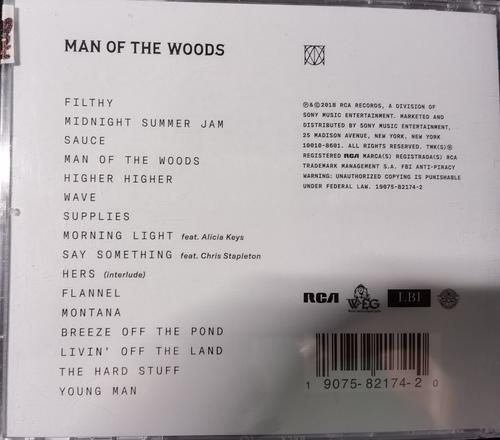 MAN OF THE WOODS
FILTHY
MIDNIGHT SUMMER JAM
SAUCE
MAN OF THE WOODS
HIGHER HIGHER
WAVE
SUPPLIES
MORNING LIGHT feat. Alicia Keys
SAY SOMETHING feat. Chris Stapleton
HERS (interlude)
FLANNEL
MONTANA
BREEZE OFF THE POND
LIVIN' OFF THE LAND
THE HARD STUFF
YOUNG MAN
℗&©2018 RCA RECORDS, A DIVISION OF
SONY MUSIC ENTERTAINMENT. MARKETED AND
DISTRIBUTED BY SONY MUSIC ENTERTAINMENT,
25 MADISON AVENUE, NEW YORK, NEW YORK
10010-8601. ALL RIGHTS RESERVED. TMK(S)®
REGISTERED RCA MARCA(S) REGISTRADA(S) RCA
TRADEMARK MANAGEMENT S.A. FBI ANTI-PIRACY
WARNING: UNAUTHORIZED COPYING IS PUNISHABLE
UNDER FEDERAL LAW. 19075-82174-2
RCA WEG LBI
1 9075-82174-2 0